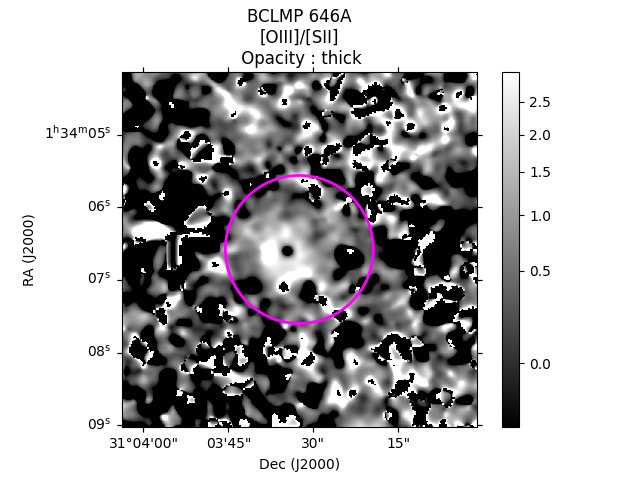 BCLMP 646A
[OIII]/[SII]
Opacity : thick
1ʰ34ᵐ05ˢ
06ˢ
07ˢ
08ˢ
09ˢ
RA (J2000)
31°04'00"
03'45"
30"
15"
Dec (J2000)
2.5
2.0
1.5
1.0
0.5
0.0